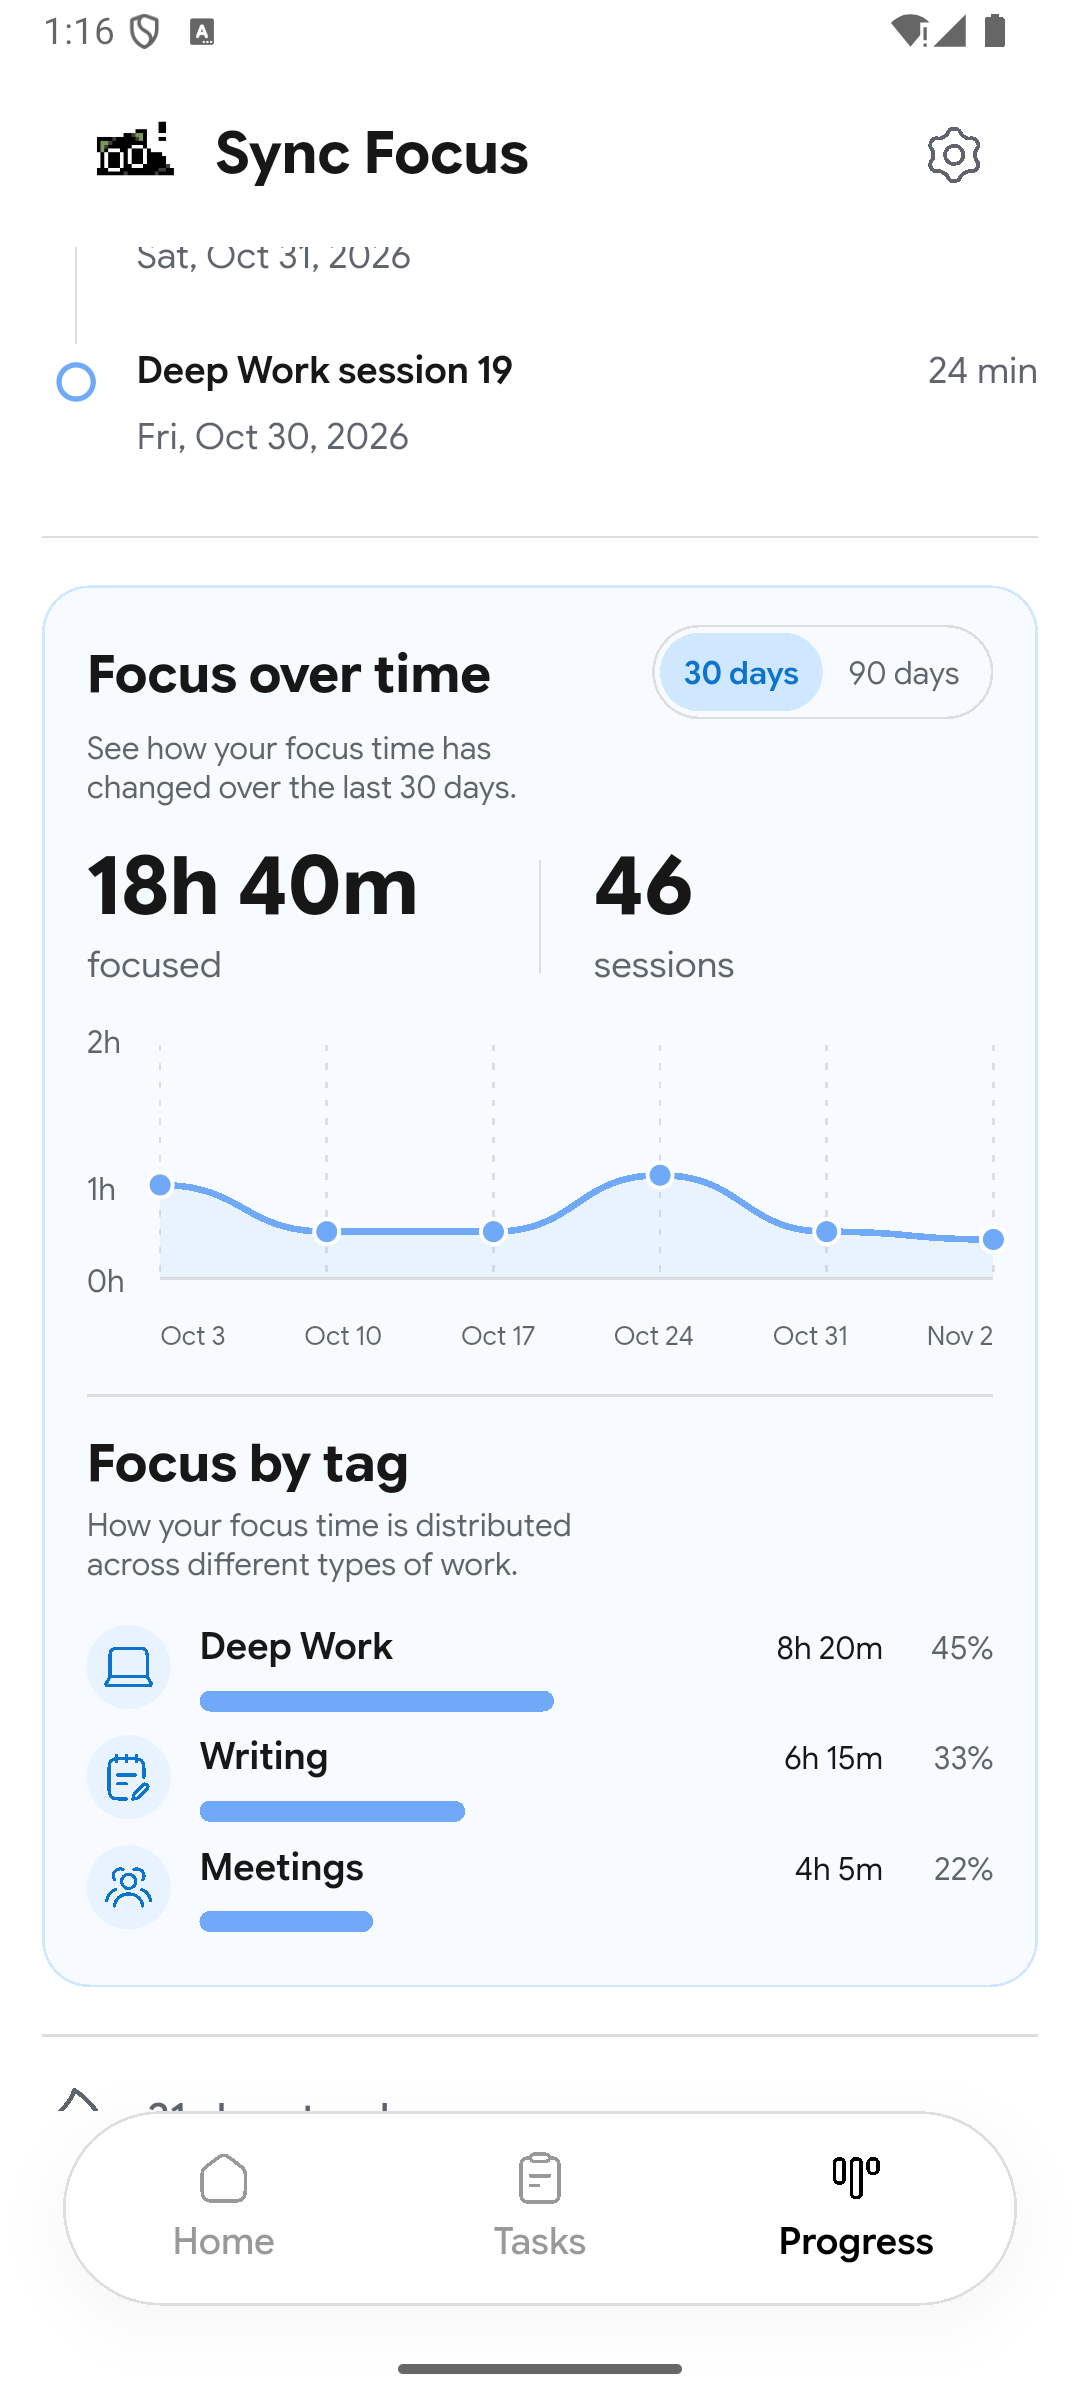 1:16
Sync Focus
Sat, Oct 31, 2026
Deep Work session 19
24 min
Fri, Oct 30, 2026
Focus over time
30 days
90 days
See how your focus time has
changed over the last 30 days.
18h 40m
46
focused
sessions
2h
1h
0h
Oct 3
Oct 10
Oct 17
Oct 24
Oct 31
Nov 2
Focus by tag
How your focus time is distributed
across different types of work.
Deep Work
8h 20m
45%
Writing
6h 15m
33%
Meetings
4h 5m
22%
Home
Tasks
Progress